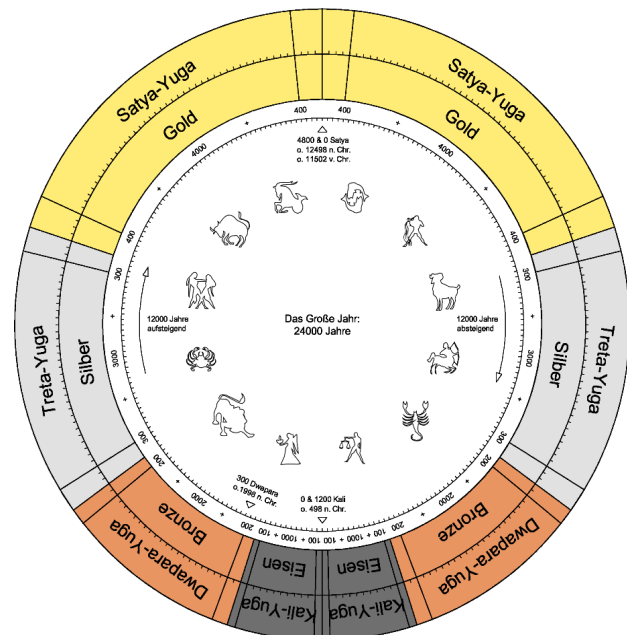 Satya-Yuga
Satya-Yuga
Gold
Gold
400
400
4000
4000
4800 & 0 Satya
o. 12498 n. Chr.
o. 11502 v. Chr.
400
400
300
300
12000 Jahre
aufsteigend
Das Große Jahr:
24000 Jahre
12000 Jahre
absteigend
Treta-Yuga
Silber
3000
3000
Silber
Treta-Yuga
300
300
200
200
2000
2000
300 Dwapara
o.1998 n. Chr.
0 & 1200 Kali
o. 498 n. Chr.
200
100
1000
100
100
1000
100
200
Bronze
Bronze
Dwapara-Yuga
Dwapara-Yuga
Eisen
Eisen
Kali-Yuga
Kali-Yuga